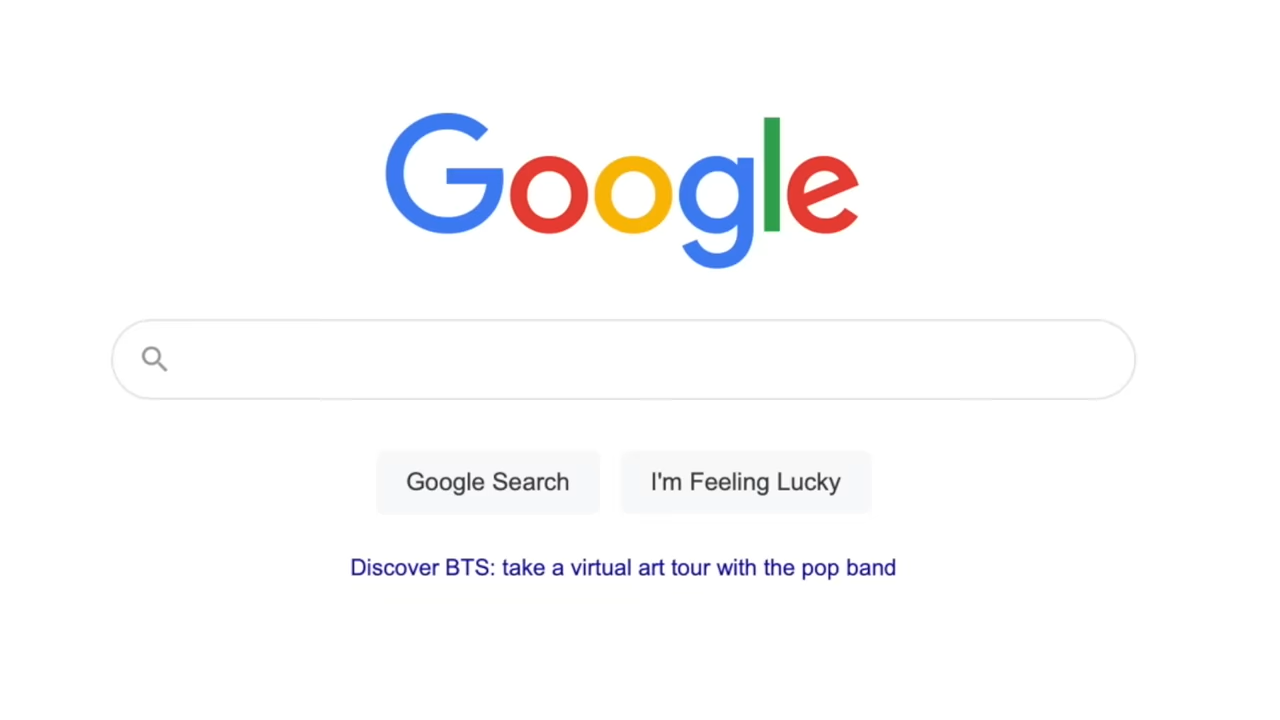 Google
Google Search
I'm Feeling Lucky
Discover BTS: take a virtual art tour with the pop band